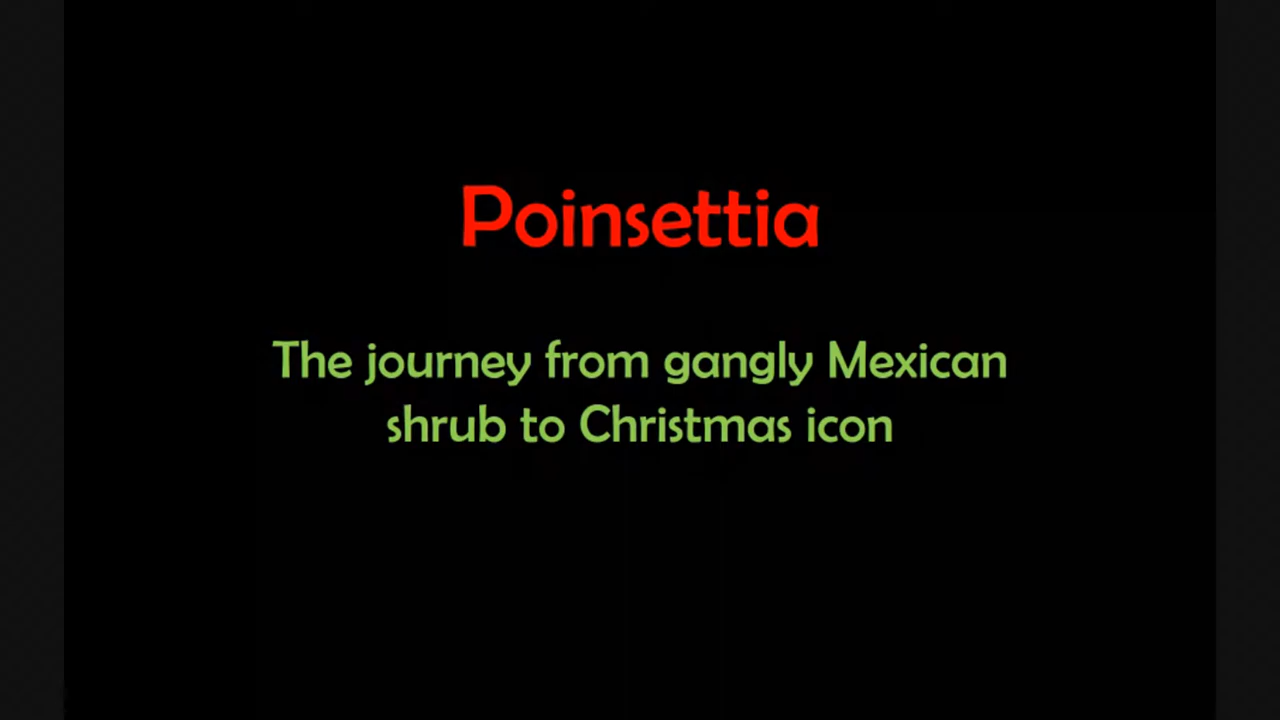 Poinsettia
The journey from gangly Mexican
shrub to Christmas icon